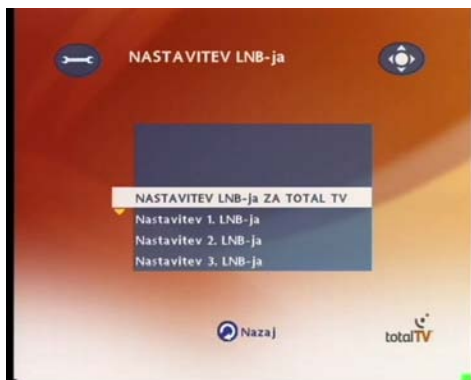 NASTAVITEV LNB-ja
NASTAVITEV LNB-ja ZA TOTAL TV
Nastavitev 1. LNB-ja
Nastavitev 2. LNB-ja
Nastavitev 3. LNB-ja
Nazaj
totalTV